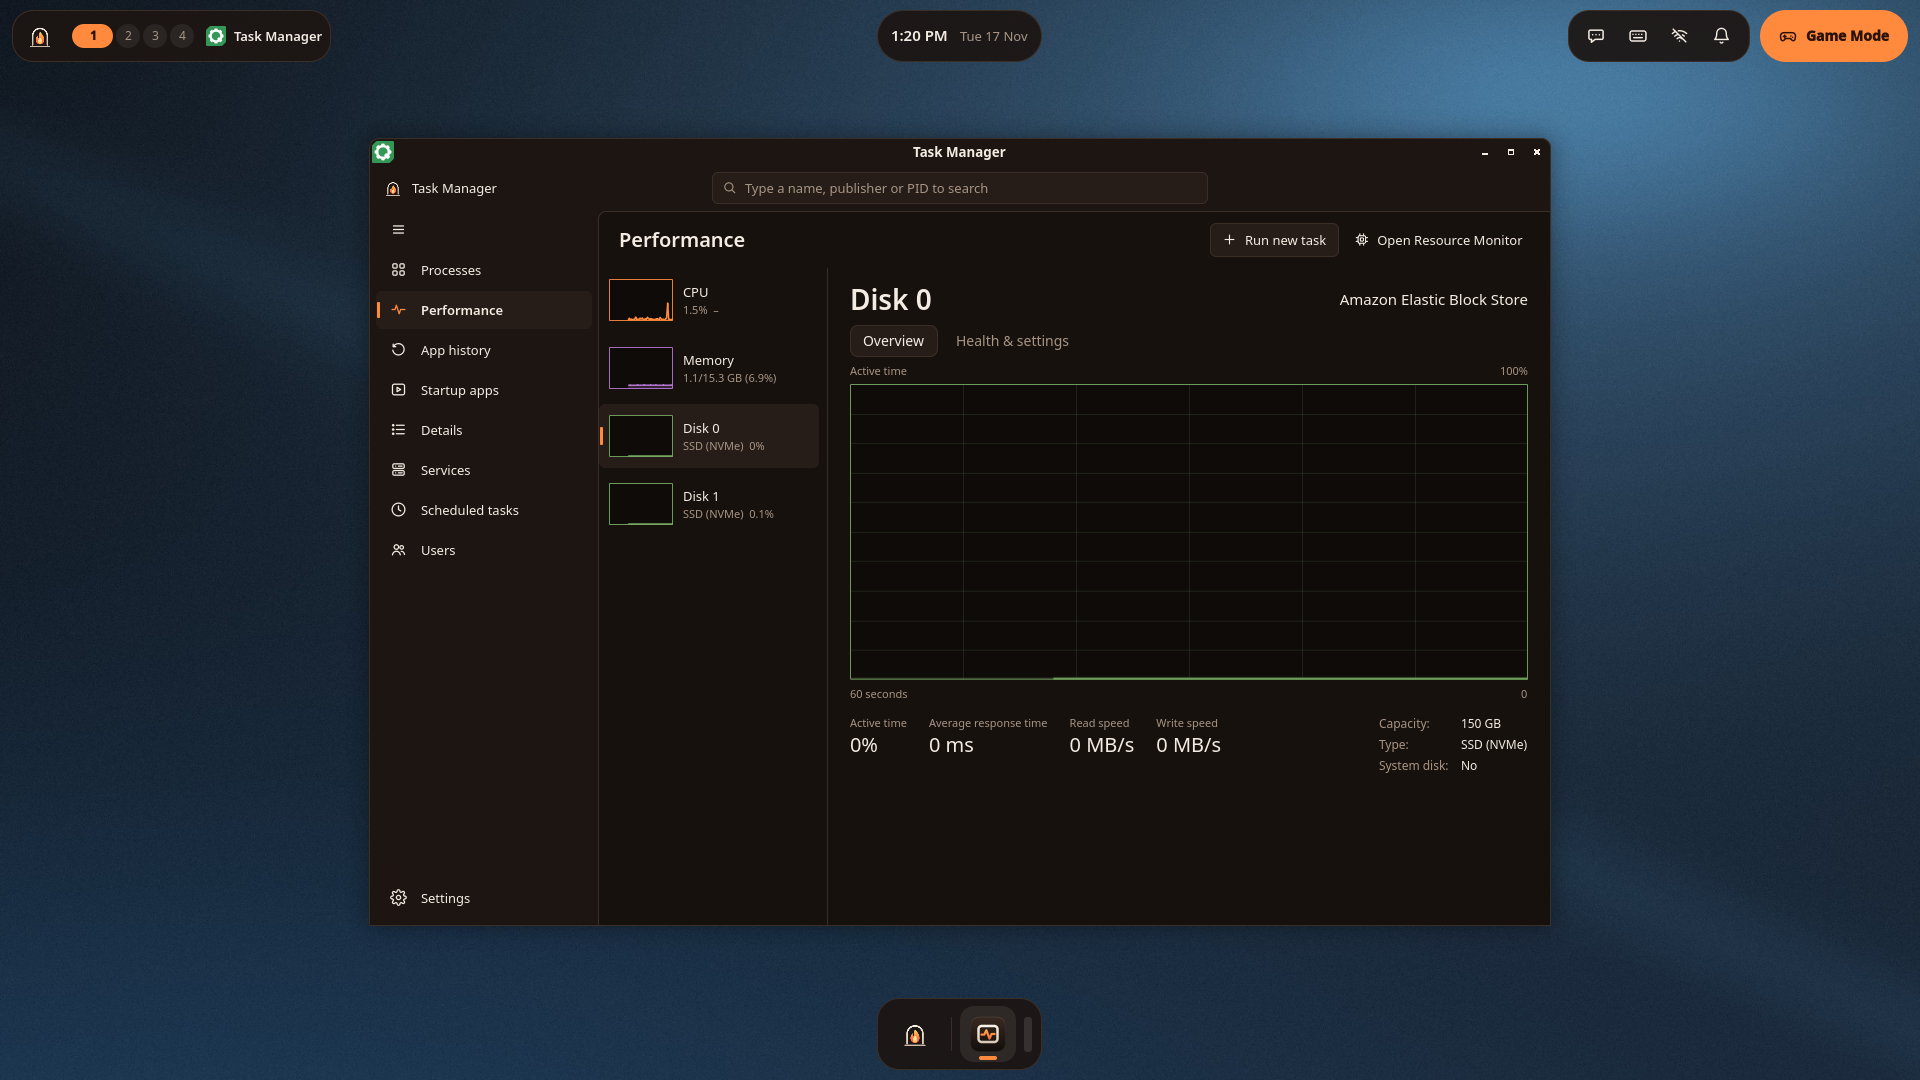 1 2 3 4 Task Manager
1:20 PM Tue 17 Nov
Game Mode
Task Manager
Task Manager
Type a name, publisher or PID to search
Processes
Performance
App history
Startup apps
Details
Services
Scheduled tasks
Users
Settings
Performance
Run new task
Open Resource Monitor
CPU
1.5% –
Memory
1.1/15.3 GB (6.9%)
Disk 0
SSD (NVMe) 0%
Disk 1
SSD (NVMe) 0.1%
Disk 0
Amazon Elastic Block Store
Overview Health & settings
Active time 100%
60 seconds 0
Active time Average response time Read speed Write speed
0% 0 ms 0 MB/s 0 MB/s
Capacity: 150 GB
Type: SSD (NVMe)
System disk: No